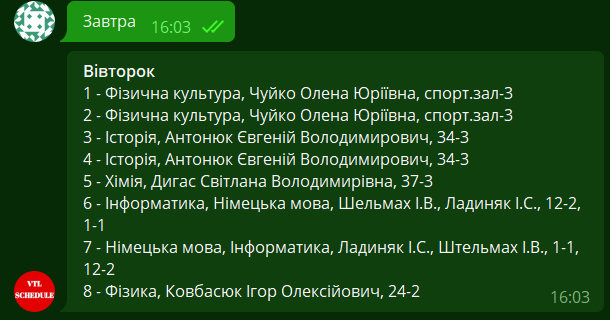 Завтра
16:03
Вівторок
1 - Фізична культура, Чуйко Олена Юріївна, спорт.зал-3
2 - Фізична культура, Чуйко Олена Юріївна, спорт.зал-3
3 - Історія, Антонюк Євгеній Володимирович, 34-3
4 - Історія, Антонюк Євгеній Володимирович, 34-3
5 - Хімія, Дигас Світлана Володимирівна, 37-3
6 - Інформатика, Німецька мова, Шельмах І.В., Ладиняк І.С., 12-2,
1-1
7 - Німецька мова, Інформатика, Ладиняк І.С., Штельмах І.В., 1-1,
12-2
8 - Фізика, Ковбасюк Ігор Олексійович, 24-2
16:03
VTL
SCHEDULE